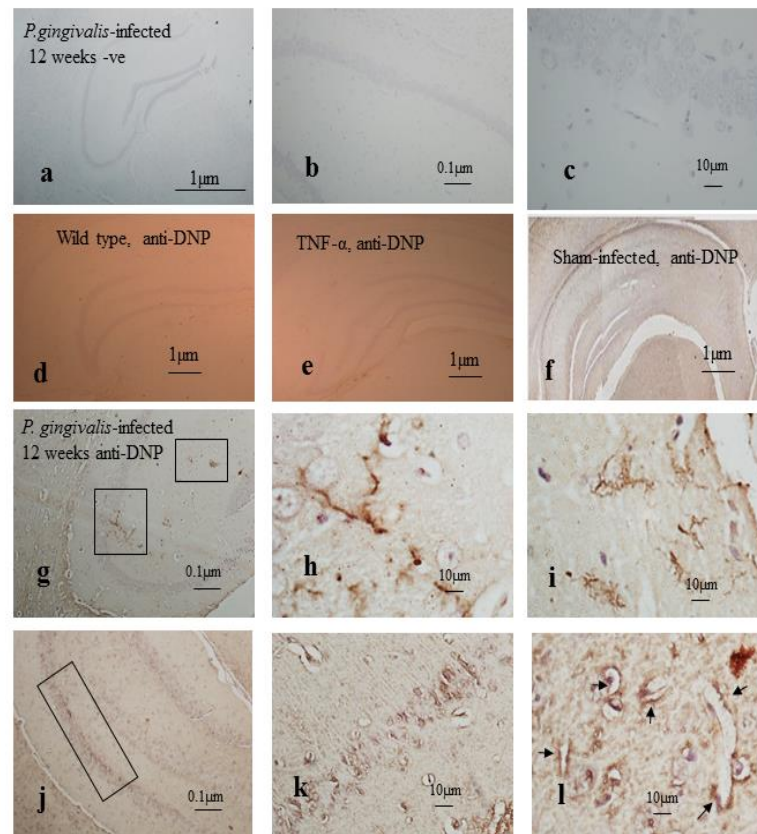 P.gingivalis-infected
12 weeks -ve
a
1μm
b
0.1μm
c
10μm
Wild type, anti-DNP
d
1μm
TNF-α, anti-DNP
e
1μm
Sham-infected, anti-DNP
f
1μm
P. gingivalis-infected
12 weeks anti-DNP
g
0.1μm
h
10μm
i
10μm
j
0.1μm
k
10μm
l
10μm